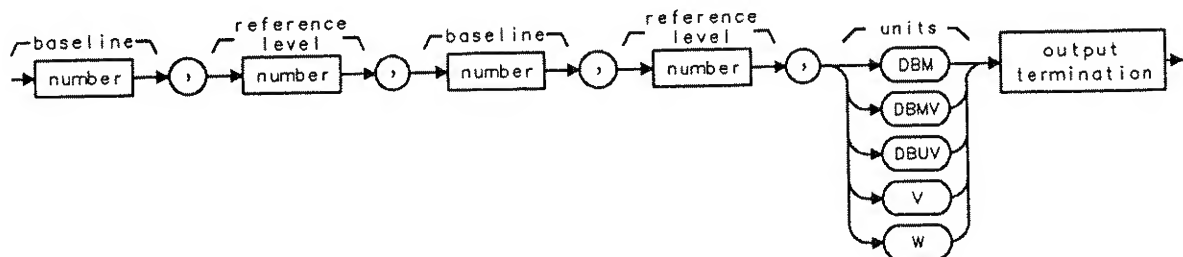 baseline
reference
level
baseline
reference
level
units
number , number , number , number , DBM output
termination
DBMV
DBUV
V
W